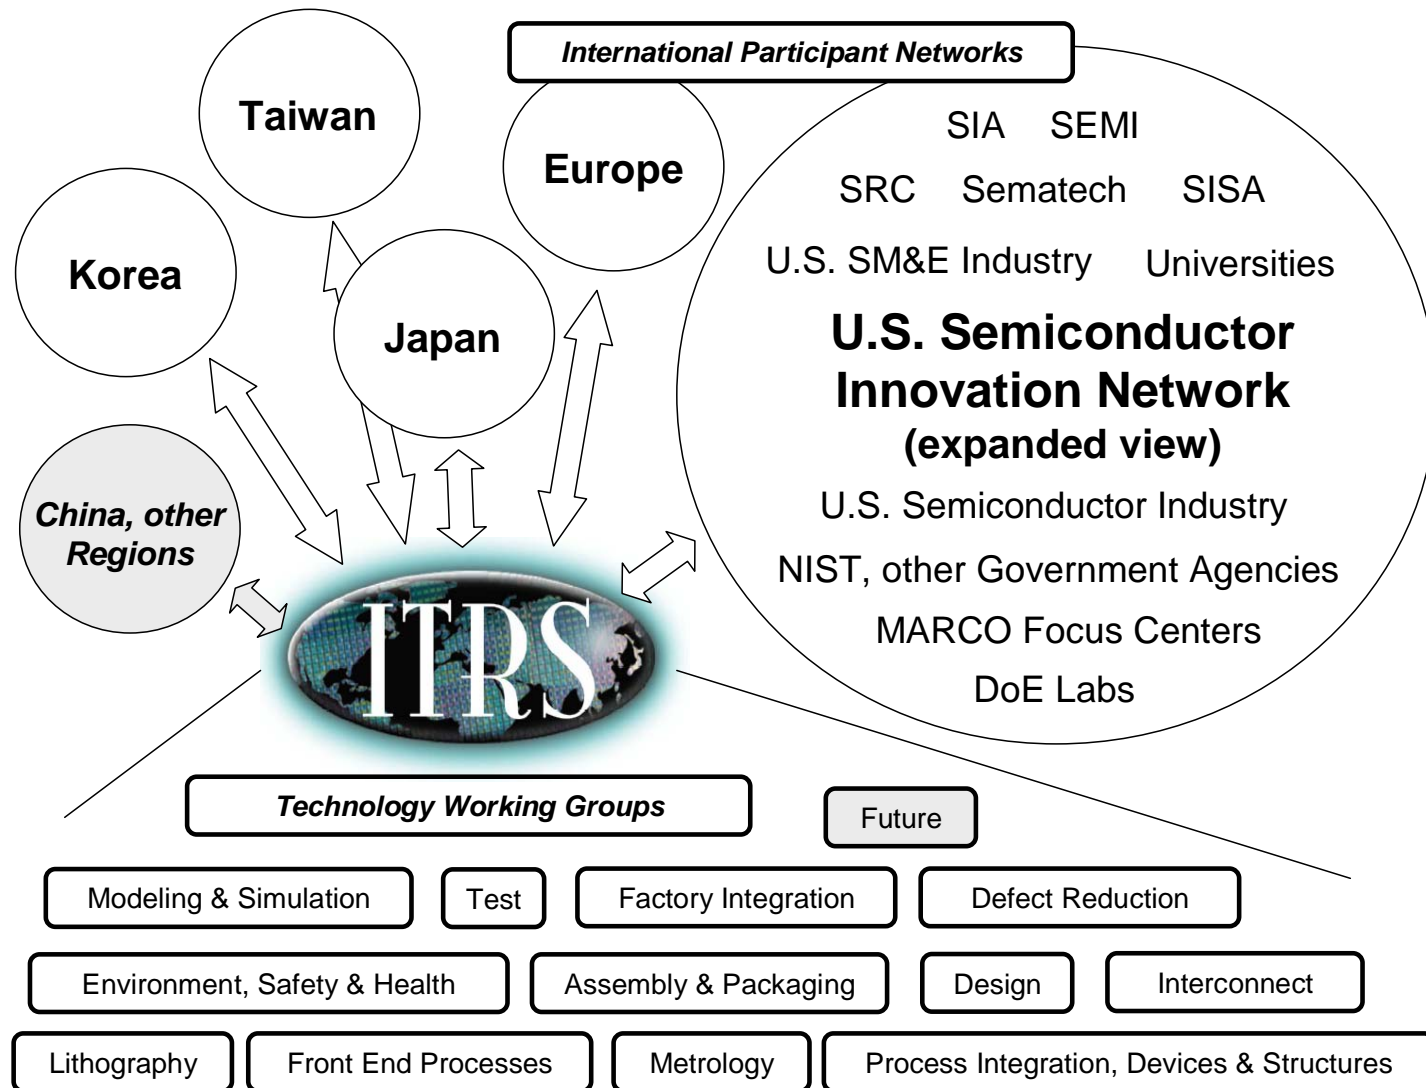 International Participant Networks
Taiwan
Europe
Korea
Japan
China, other
Regions
SIA SEMI
SRC Sematech SISA
U.S. SM&E Industry Universities
U.S. Semiconductor
Innovation Network
(expanded view)
U.S. Semiconductor Industry
NIST, other Government Agencies
MARCO Focus Centers
DoE Labs
ITRS
Technology Working Groups
Future
Modeling & Simulation
Test
Factory Integration
Defect Reduction
Environment, Safety & Health
Assembly & Packaging
Design
Interconnect
Lithography
Front End Processes
Metrology
Process Integration, Devices & Structures